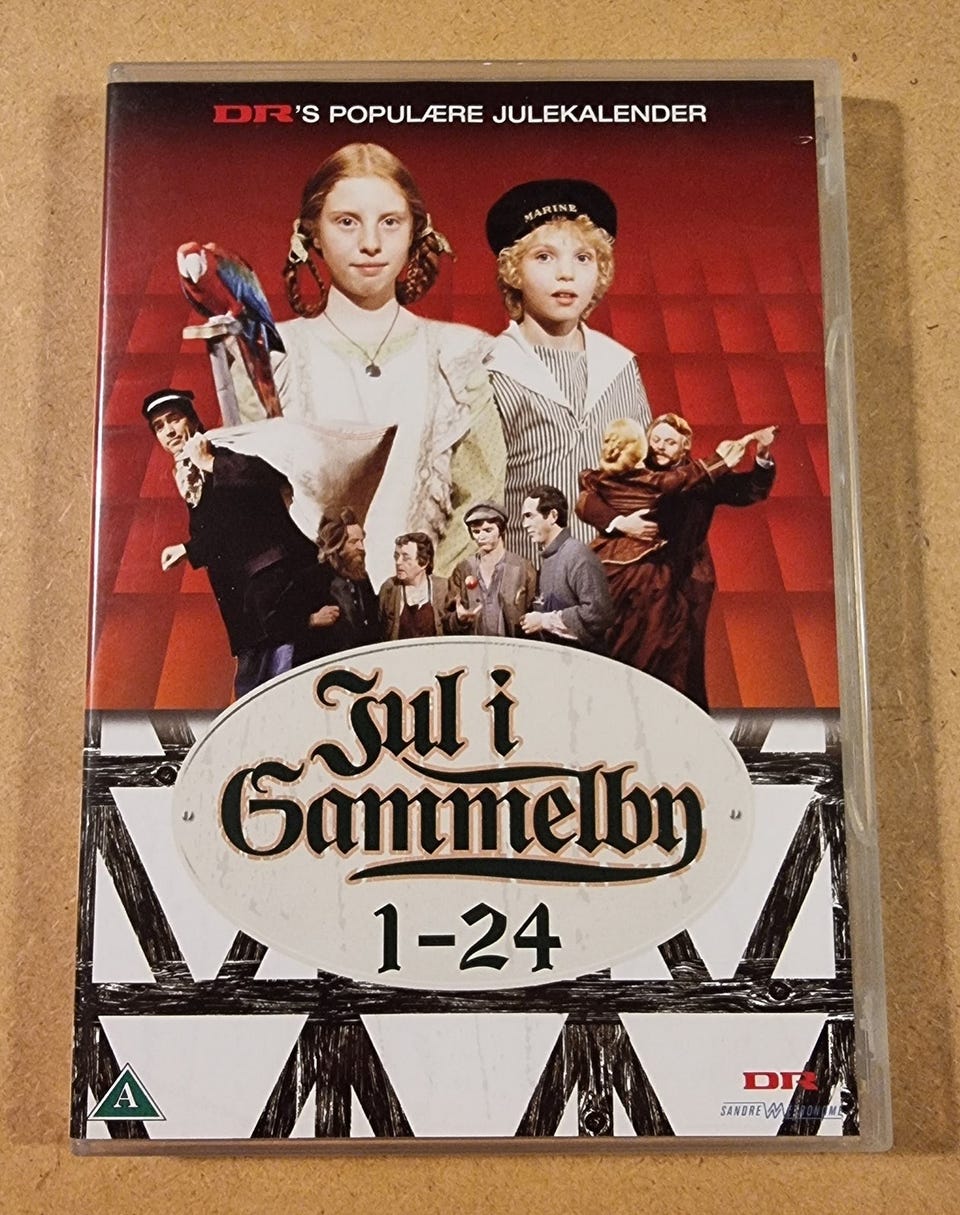 DR'S POPULÆRE JULEKALENDER
MARINE
Jul i
Gammelby
1-24
A
DR
SANDREW METRONOME